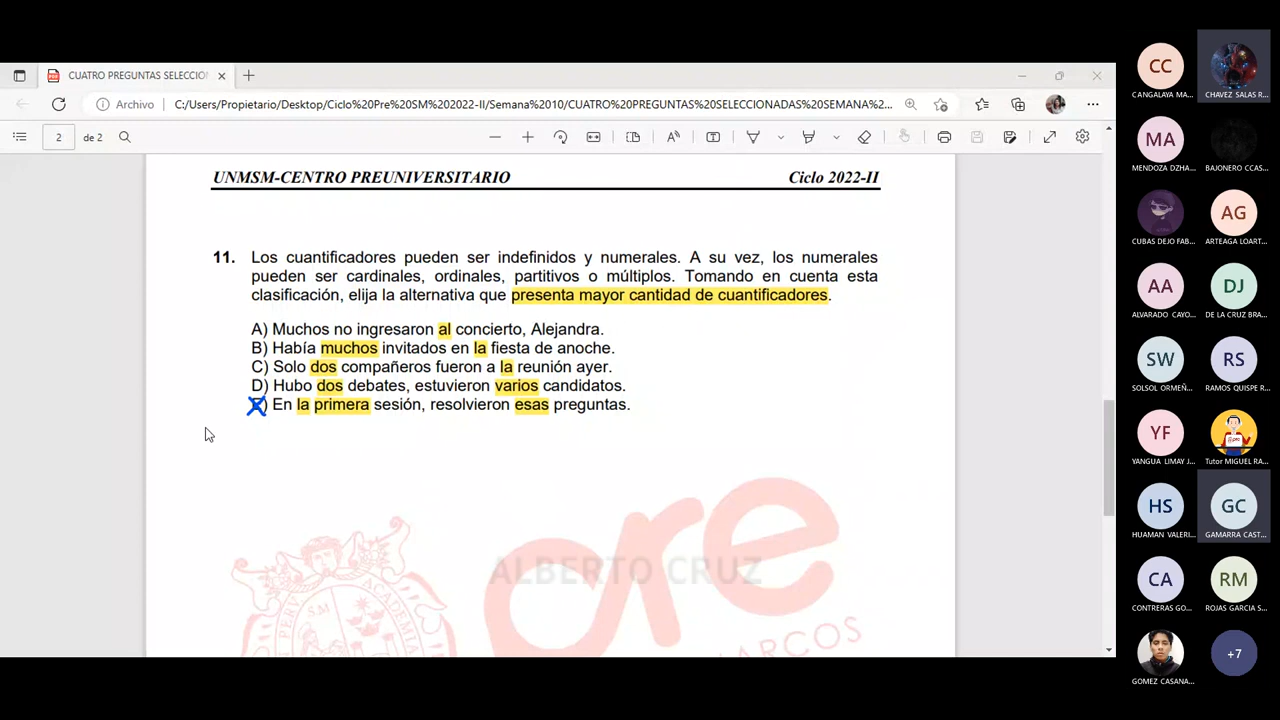 CUATRO PREGUNTAS SELECCIO
Archivo
C:/Users/Propietario/Desktop/Ciclo%20Pre%20SM%202022-II/Semana%2010/CUATRO%20PREGUNTAS%20SELECCIONADAS%20SEMANA%2...
2
de 2
UNMSM-CENTRO PREUNIVERSITARIO
Ciclo 2022-II
11. Los cuantificadores pueden ser indefinidos y numerales. A su vez, los numerales
pueden ser cardinales, ordinales, partitivos o múltiplos. Tomando en cuenta esta
clasificación, elija la alternativa que presenta mayor cantidad de cuantificadores.
A) Muchos no ingresaron al concierto, Alejandra.
B) Había muchos invitados en la fiesta de anoche.
C) Solo dos compañeros fueron a la reunión ayer.
D) Hubo dos debates, estuvieron varios candidatos.
E) En la primera sesión, resolvieron esas preguntas.
ALBERTO CRUZ
pre
ARCOS
PERV
ACADEMIA
S.M
CC
CANGALAYA MA...
CHAVEZ SALAS R...
MA
MENDOZA DZHA...
BAJONERO CCAS...
CUBAS DEJO FAB...
AG
ARTEAGA LOART...
AA
ALVARADO CAYO...
DJ
DE LA CRUZ BRA...
SW
SOLSOL ORMEÑ...
RS
RAMOS QUISPE R...
YF
YANGUA LIMAY J...
Tutor MIGUEL RA...
HS
HUAMAN VALERI...
GC
GAMARRA CAST...
CA
CONTRERAS GO...
RM
ROJAS GARCIA S...
GOMEZ CASANA...
+7